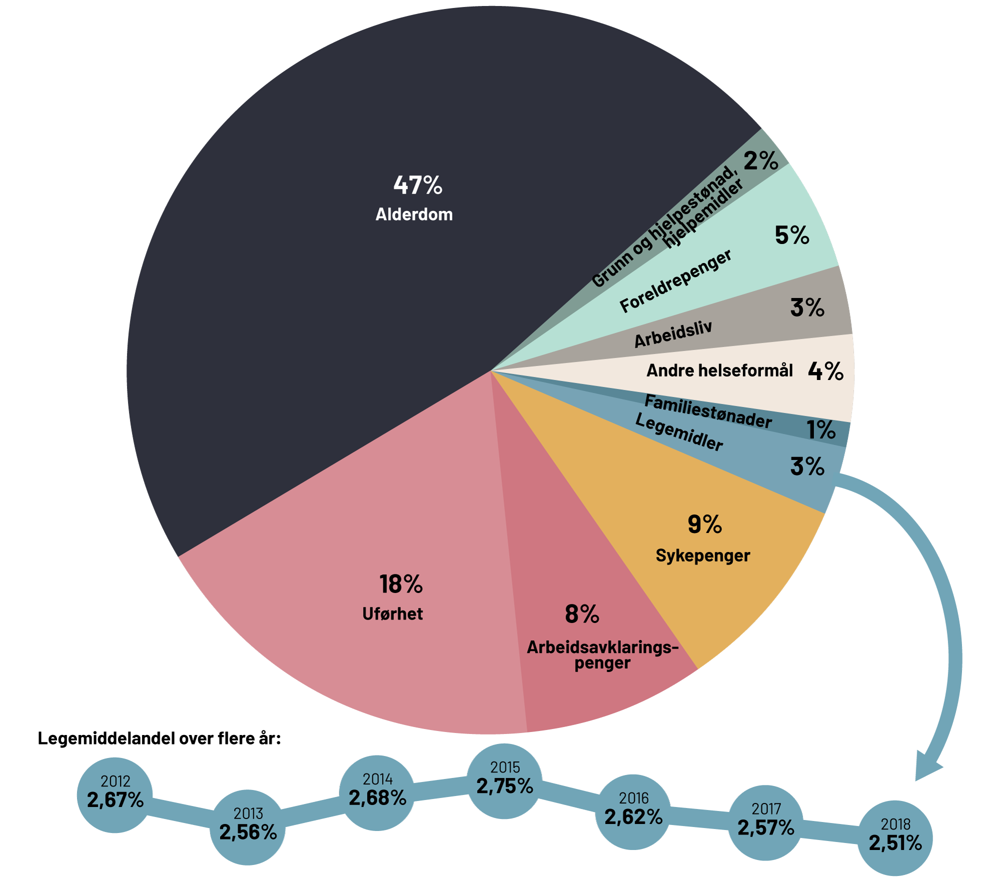 47%
Alderdom
2%
Grunn og hjelpestønad,
hjelpemidler
5%
Foreldrepenger
3%
Arbeidsliv
Andre helseformål 4%
Familiestønader 1%
Legemidler
3%
9%
Sykepenger
18%
Uførhet
8%
Arbeidsavklarings-
penger
Legemiddelandel over flere år:
2012
2,67%
2013
2,56%
2014
2,68%
2015
2,75%
2016
2,62%
2017
2,57%
2018
2,51%